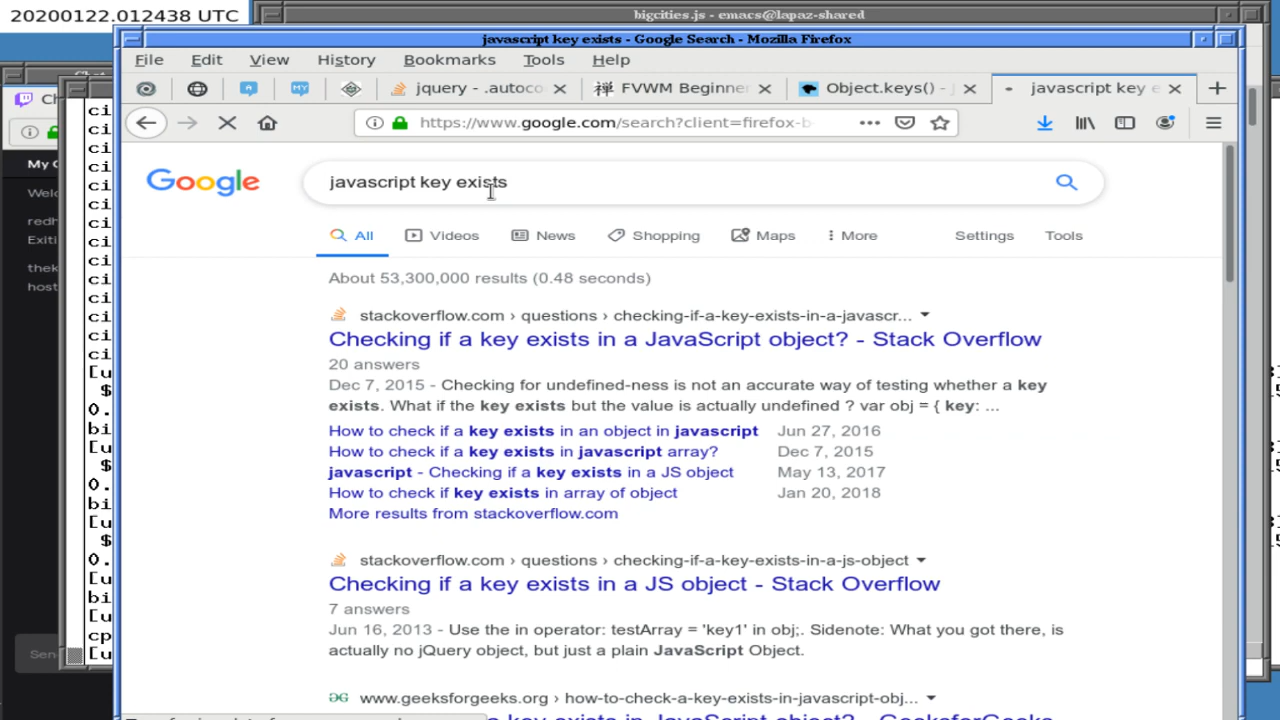 20200122.012438 UTC
bigcities.js - emacs@lapaz-shared
javascript key exists - Google Search - Mozilla Firefox
File Edit View History Bookmarks Tools Help
jquery - .autoco
FVWM Beginner
Object.keys() -
javascript key e
https://www.google.com/search?client=firefox-b
Google
javascript key exists
All Videos News Shopping Maps More Settings Tools
About 53,300,000 results (0.48 seconds)
stackoverflow.com › questions › checking-if-a-key-exists-in-a-javascr...
Checking if a key exists in a JavaScript object? - Stack Overflow
20 answers
Dec 7, 2015 - Checking for undefined-ness is not an accurate way of testing whether a key
exists. What if the key exists but the value is actually undefined ? var obj = { key: ...
How to check if a key exists in an object in javascript Jun 27, 2016
How to check if a key exists in javascript array? Dec 7, 2015
javascript - Checking if a key exists in a JS object May 13, 2017
How to check if key exists in array of object Jan 20, 2018
More results from stackoverflow.com
stackoverflow.com › questions › checking-if-a-key-exists-in-a-js-object
Checking if a key exists in a JS object - Stack Overflow
7 answers
Jun 16, 2013 - Use the in operator: testArray = 'key1' in obj;. Sidenote: What you got there, is
actually no jQuery object, but just a plain JavaScript Object.
www.geeksforgeeks.org › how-to-check-a-key-exists-in-javascript-obj...
a key exists in JavaScript object? - GeeksforGeeks